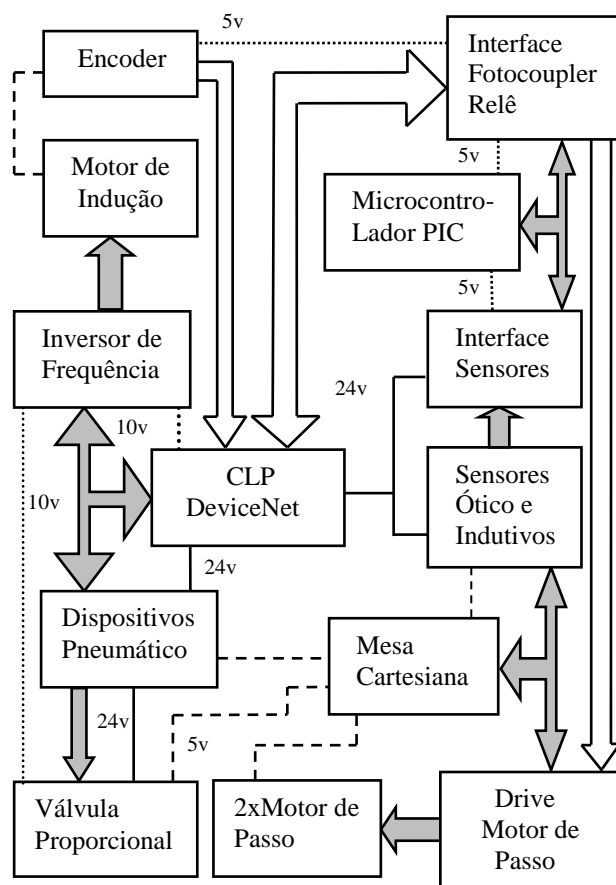 5v
Encoder
Interface
Fotocoupler
Relê
5v
Motor de
Indução
Microcontro-
Lador PIC
5v
Inversor de
Frequência
Interface
Sensores
24v
10v
10v
CLP
DeviceNet
Sensores
Ótico e
Indutivos
24v
Dispositivos
Pneumático
Mesa
Cartesiana
24v
5v
Válvula
Proporcional
2xMotor de
Passo
Drive
Motor de
Passo